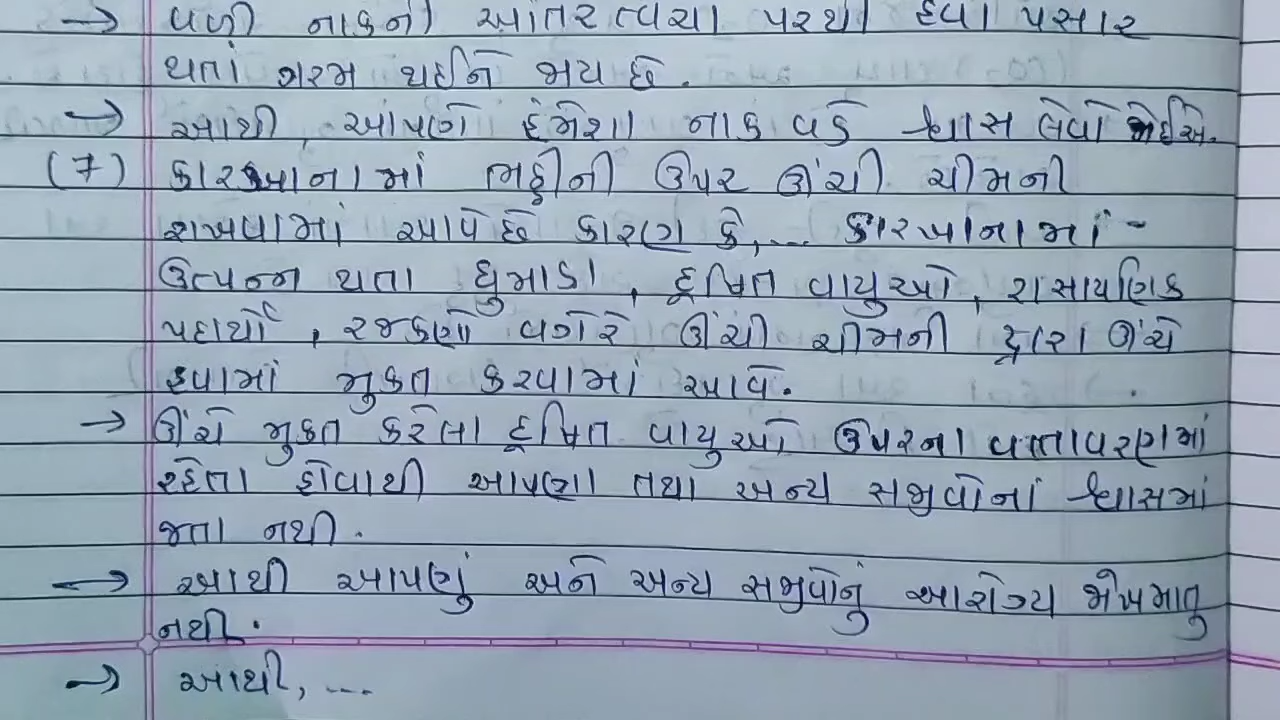 → વળી નાકની આંતર ત્વચા પરથી હવા પસાર
થતાં ગરમ થઈને જાય છે.
→ આથી, આપણે હંમેશા નાક વડે શ્વાસ લેવો જોઈએ.
(7) કારખાનામાં ભઠ્ઠીની ઉપર ઊંચી ચીમની
રાખવામાં આવે છે કારણ કે,... કારખાનામાં -
ઉત્પન્ન થતા ધુમાડા, દૂષિત વાયુઓ, રાસાયણિક
પદાર્થો, રજકણો વગેરે ઊંચી ચીમની દ્વારા ઊંચે
હવામાં મુક્ત કરવામાં આવે.
→ ઊંચે મુક્ત કરેલા દૂષિત વાયુઓ ઉપરના વાતાવરણમાં
રહેતા હોવાથી આપણા તથા અન્ય સજીવોનાં શ્વાસમાં
જતા નથી.
→ આથી આપણું અને અન્ય સજીવોનું આરોગ્ય જોખમાતુ
નથી.
→ આથી, ...